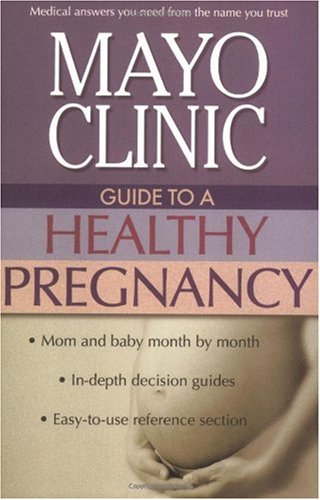 Medical answers you need from the name you trust
MAYO
CLINIC
GUIDE TO A
HEALTHY
PREGNANCY
• Mom and baby month by month
• In-depth decision guides
• Easy-to-use reference section